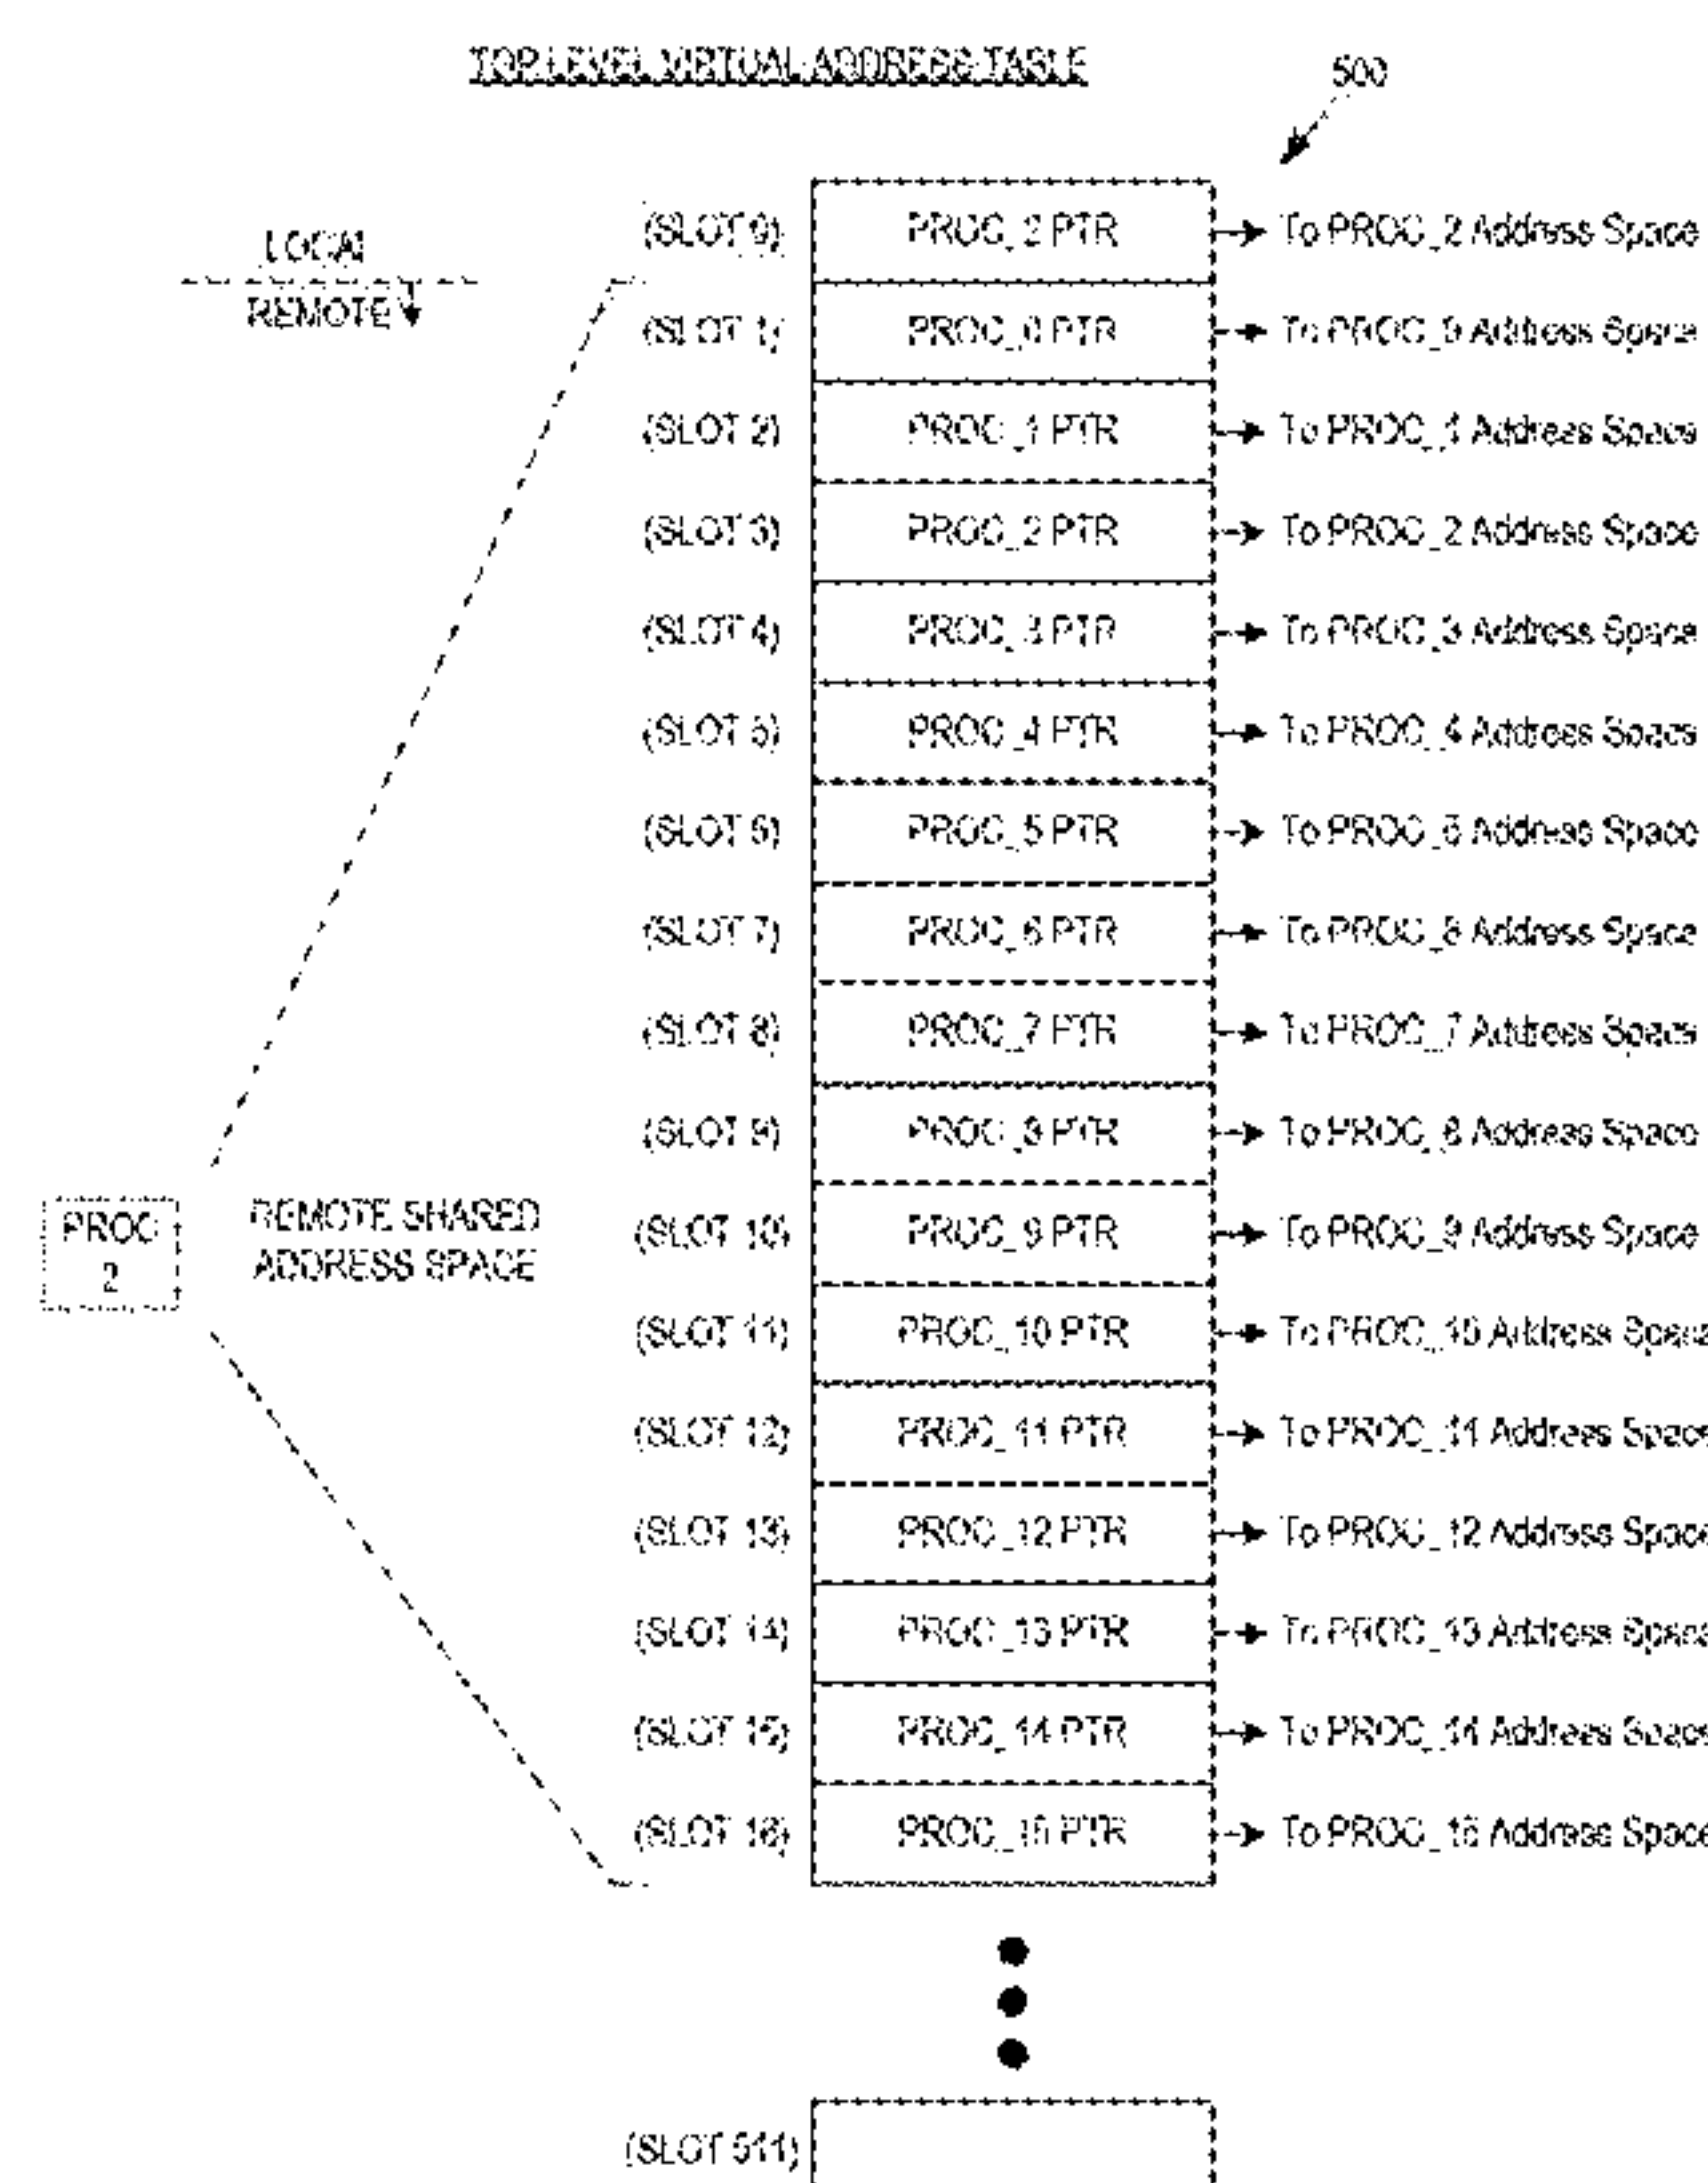 TOP LEVEL VIRTUAL ADDRESS TABLE
500
LOCAL
REMOTE
(SLOT 0) PROC_2 PTR To PROC_2 Address Space
(SLOT 1) PROC_0 PTR To PROC_0 Address Space
(SLOT 2) PROC_1 PTR To PROC_1 Address Space
(SLOT 3) PROC_2 PTR To PROC_2 Address Space
(SLOT 4) PROC_3 PTR To PROC_3 Address Space
(SLOT 5) PROC_4 PTR To PROC_4 Address Space
(SLOT 6) PROC_5 PTR To PROC_5 Address Space
(SLOT 7) PROC_6 PTR To PROC_6 Address Space
(SLOT 8) PROC_7 PTR To PROC_7 Address Space
(SLOT 9) PROC_8 PTR To PROC_8 Address Space
PROC
2
REMOTE SHARED
ADDRESS SPACE
(SLOT 10) PROC_9 PTR To PROC_9 Address Space
(SLOT 11) PROC_10 PTR To PROC_10 Address Space
(SLOT 12) PROC_11 PTR To PROC_11 Address Space
(SLOT 13) PROC_12 PTR To PROC_12 Address Space
(SLOT 14) PROC_13 PTR To PROC_13 Address Space
(SLOT 15) PROC_14 PTR To PROC_14 Address Space
(SLOT 16) PROC_15 PTR To PROC_15 Address Space
(SLOT 511)